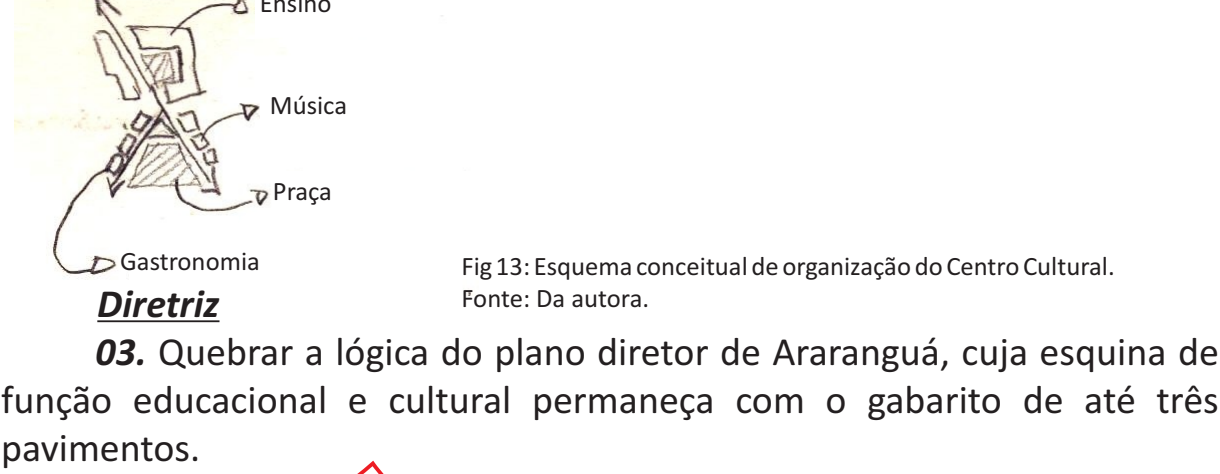 Ensino
Música
Praça
Gastronomia
Fig 13: Esquema conceitual de organização do Centro Cultural.
Fonte: Da autora.
Diretriz
03. Quebrar a lógica do plano diretor de Araranguá, cuja esquina de
função educacional e cultural permaneça com o gabarito de até três
pavimentos.